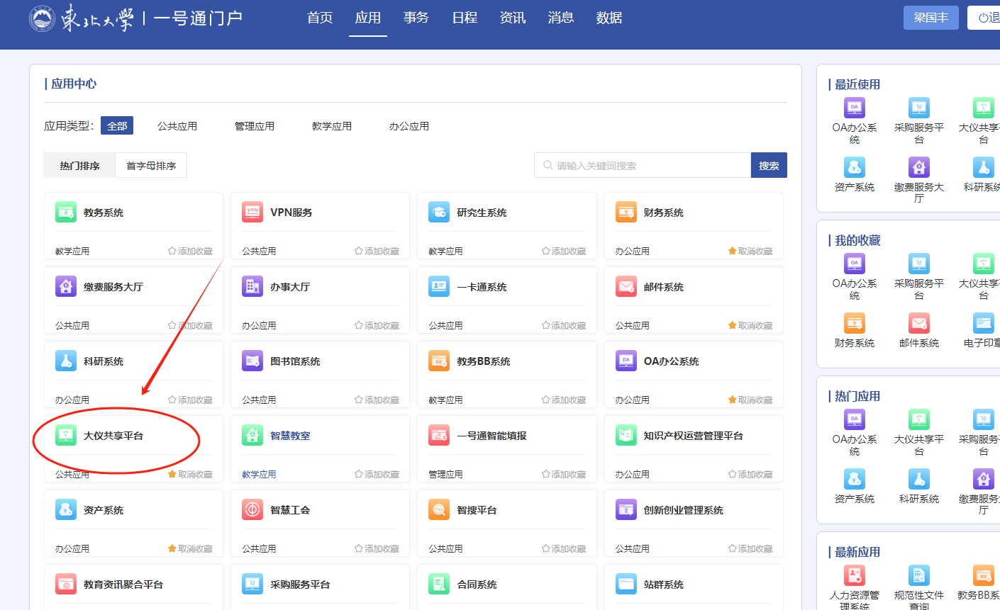 東北大学 | 一号通门户
首页 应用 事务 日程 资讯 消息 数据
梁国丰
退
应用中心
应用类型: 全部 公共应用 管理应用 教学应用 办公应用
热门排序 首字母排序
请输入关键词搜索 搜索
教务系统
教学应用 添加收藏
VPN服务
公共应用 添加收藏
研究生系统
教学应用 添加收藏
财务系统
办公应用 取消收藏
缴费服务大厅
公共应用 添加收藏
办事大厅
办公应用 添加收藏
一卡通系统
公共应用 添加收藏
邮件系统
公共应用 取消收藏
科研系统
办公应用 添加收藏
图书馆系统
公共应用 添加收藏
教务BB系统
教学应用 添加收藏
OA办公系统
办公应用 取消收藏
大仪共享平台
公共应用 取消收藏
智慧教室
教学应用 添加收藏
一号通智能填报
管理应用 添加收藏
知识产权运营管理平台
办公应用 添加收藏
资产系统
办公应用 取消收藏
智慧工会
公共应用 添加收藏
智搜平台
公共应用 添加收藏
创新创业管理系统
公共应用 添加收藏
教育资讯聚合平台
采购服务平台
合同系统
站群系统
最近使用
OA办公系
统
采购服务平
台
大仪共享平
台
资产系统
缴费服务大
厅
科研系统
我的收藏
OA办公系
统
采购服务平
台
大仪共享平
台
财务系统
邮件系统
电子印章
热门应用
OA办公系
统
大仪共享平
台
采购服务平
台
资产系统
科研系统
缴费服务大
厅
最新应用
人力资源管
理系统
规范性文件
查询
教务BB系